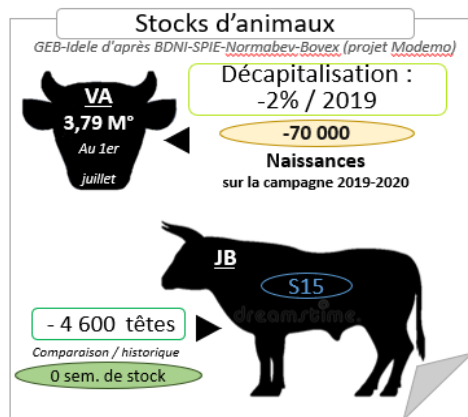 Stocks d'animaux
GEB-Idele d'après BDNI-SPIE-Normabev-Bovex (projet Modemo)
VA
3,79 M°
Au 1er
juillet
Décapitalisation :
-2% / 2019
-70 000
Naissances
sur la campagne 2019-2020
JB
S15
dreamstime.
- 4 600 têtes
Comparaison / historique
0 sem. de stock